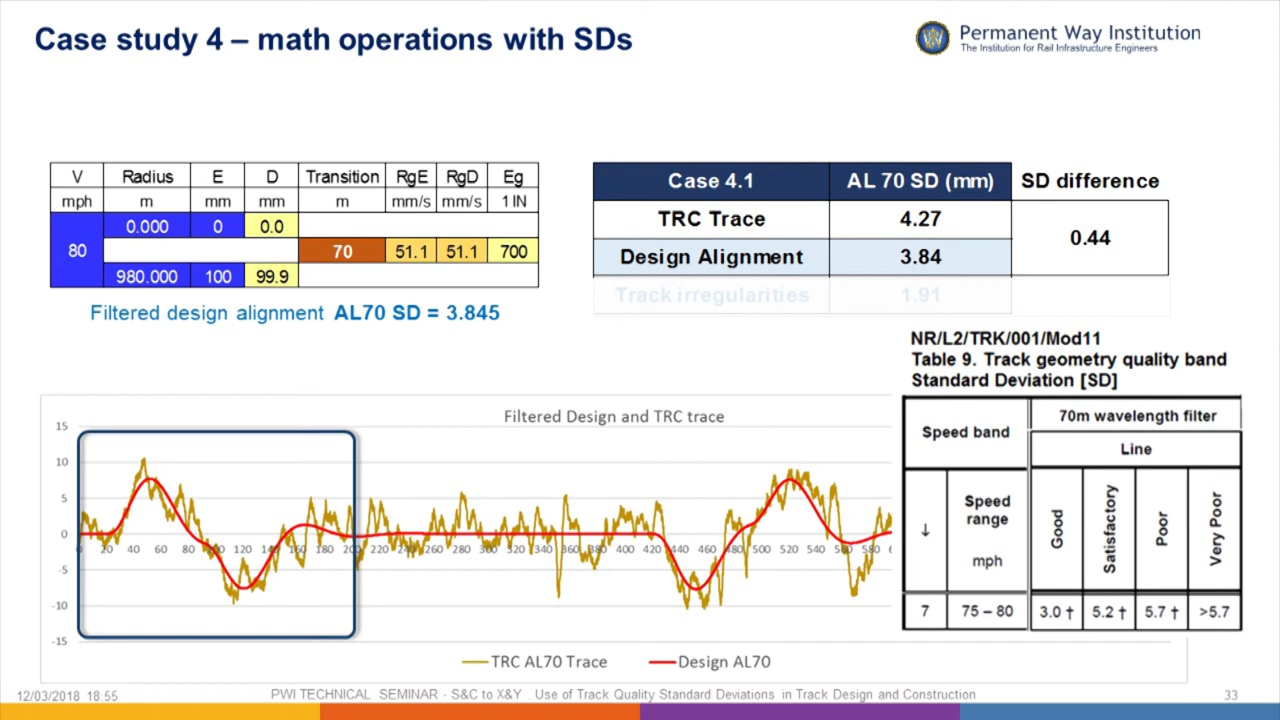 Case study 4 – math operations with SDs
Permanent Way Institution
The Institution for Rail Infrastructure Engineers
V Radius E D Transition RgE RgD Eg
mph m mm mm m mm/s mm/s 1 IN
0.000 0 0.0
80 70 51.1 51.1 700
980.000 100 99.9
Filtered design alignment AL70 SD = 3.845
Case 4.1 AL 70 SD (mm) SD difference
TRC Trace 4.27
0.44
Design Alignment 3.84
Track irregularities 1.91
NR/L2/TRK/001/Mod11
Table 9. Track geometry quality band
Standard Deviation [SD]
Speed band 70m wavelength filter
Line
↓ Speed range mph Good Satisfactory Poor Very Poor
7 75 – 80 3.0 † 5.2 † 5.7 † >5.7
Filtered Design and TRC trace
15
10
5
0
-5
-10
-15
0 20 40 60 80 100 120 140 160 180 200 220 240 260 280 300 320 340 360 380 400 420 440 460 480 500 520 540 560 580
TRC AL70 Trace Design AL70
12/03/2018 18:55
PWI TECHNICAL SEMINAR - S&C to X&Y . Use of Track Quality Standard Deviations in Track Design and Construction
33